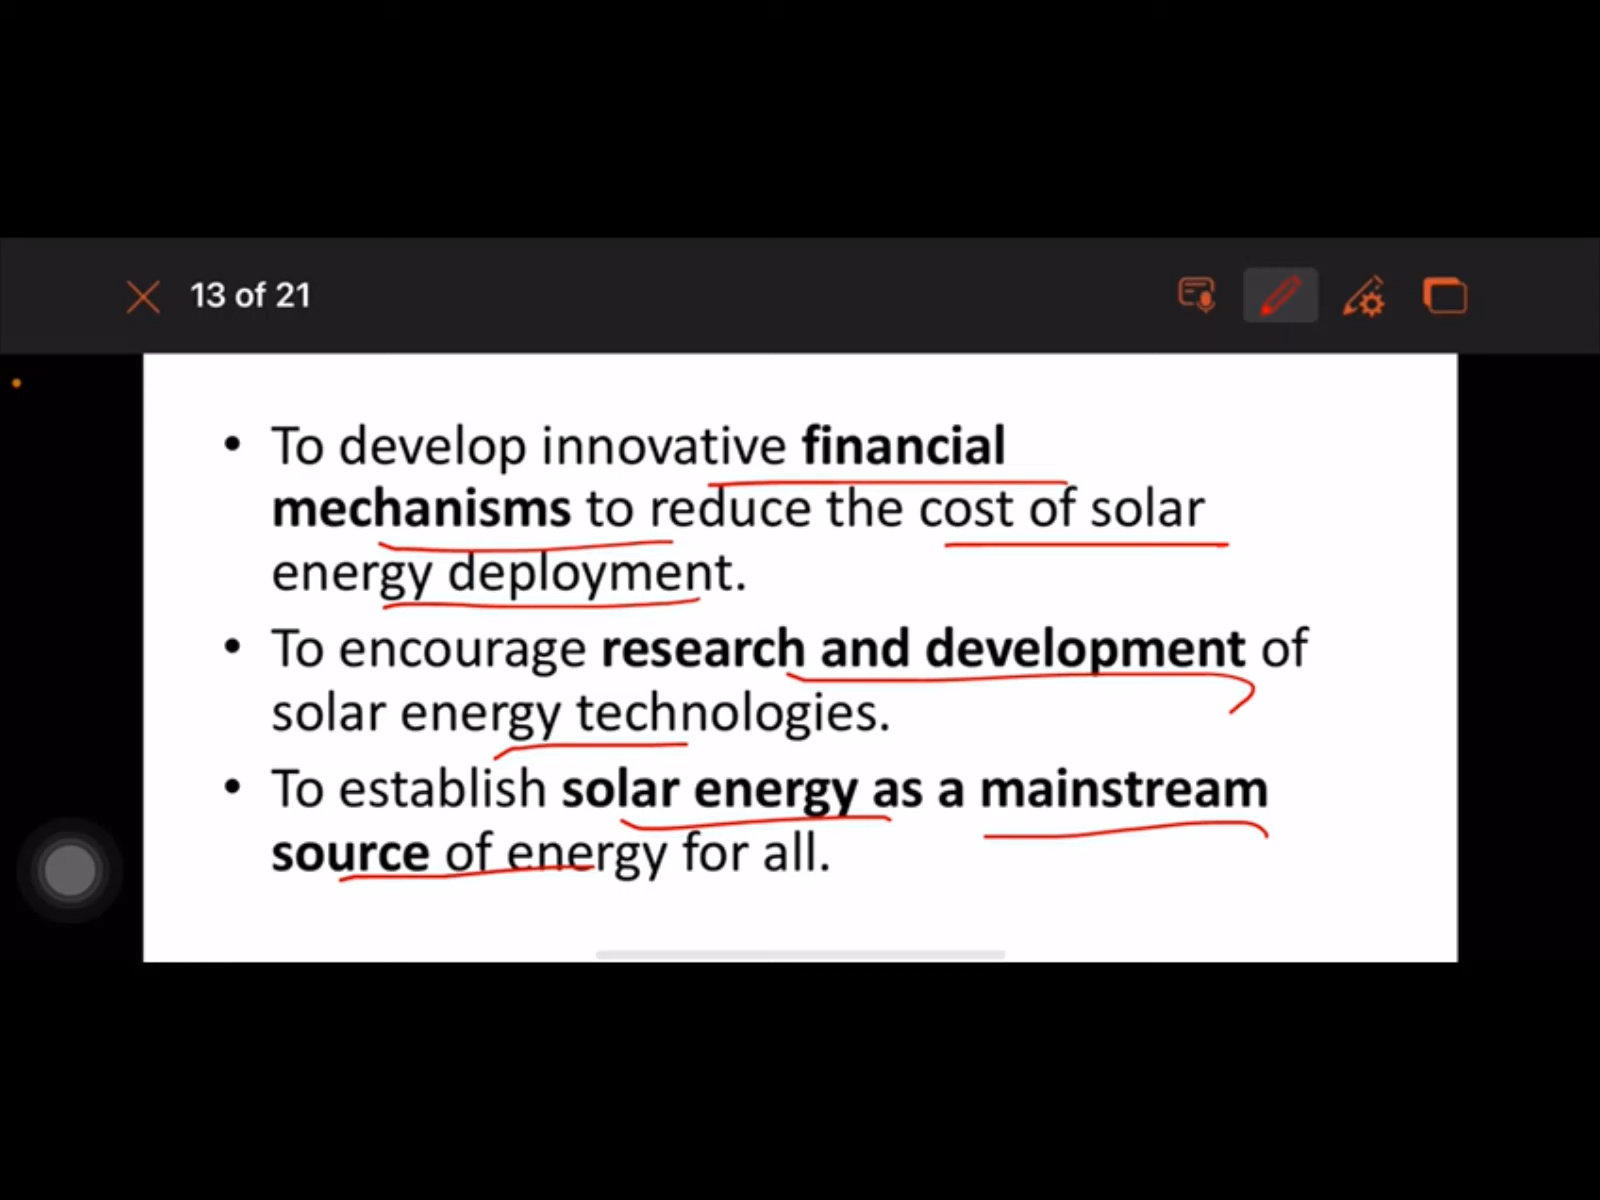 13 of 21
• To develop innovative financial
mechanisms to reduce the cost of solar
energy deployment.
• To encourage research and development of
solar energy technologies.
• To establish solar energy as a mainstream
source of energy for all.